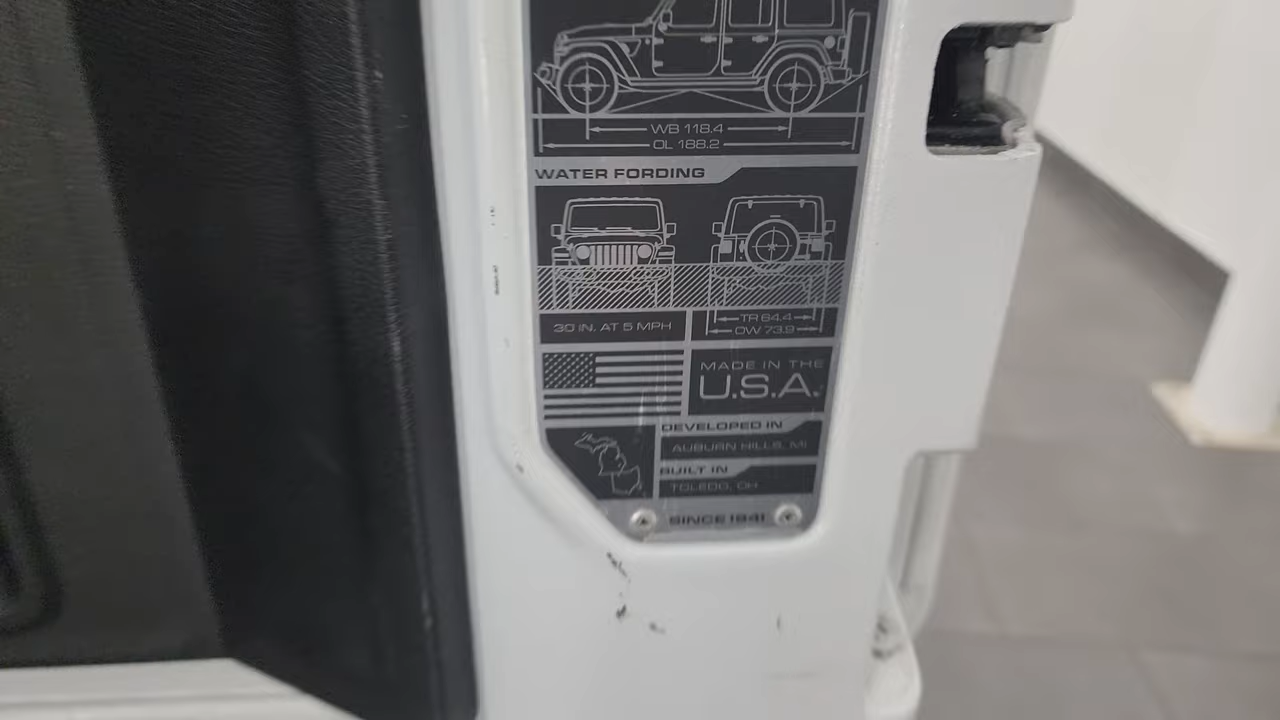 WB 118.4
OL 188.2
WATER FORDING
30 IN. AT 5 MPH
TR 64.4
OW 73.9
MADE IN THE
U.S.A.
DEVELOPED IN
AUBURN HILLS, MI
BUILT IN
TOLEDO, OH
SINCE 1941